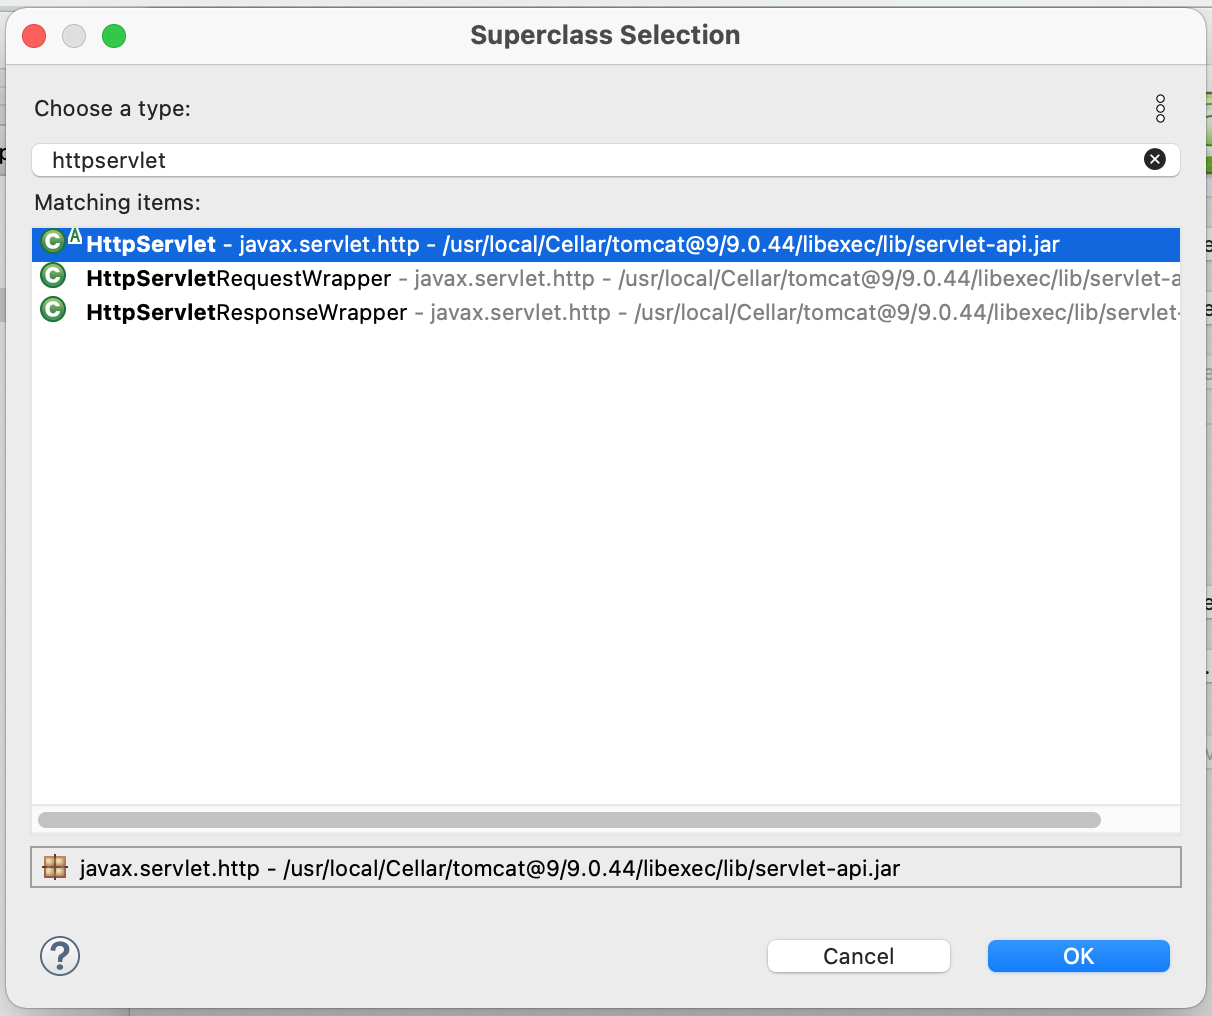 Superclass Selection
Choose a type:
httpservlet
Matching items:
HttpServlet - javax.servlet.http - /usr/local/Cellar/tomcat@9/9.0.44/libexec/lib/servlet-api.jar
HttpServletRequestWrapper - javax.servlet.http - /usr/local/Cellar/tomcat@9/9.0.44/libexec/lib/servlet-a
HttpServletResponseWrapper - javax.servlet.http - /usr/local/Cellar/tomcat@9/9.0.44/libexec/lib/servlet-
javax.servlet.http - /usr/local/Cellar/tomcat@9/9.0.44/libexec/lib/servlet-api.jar
Cancel
OK